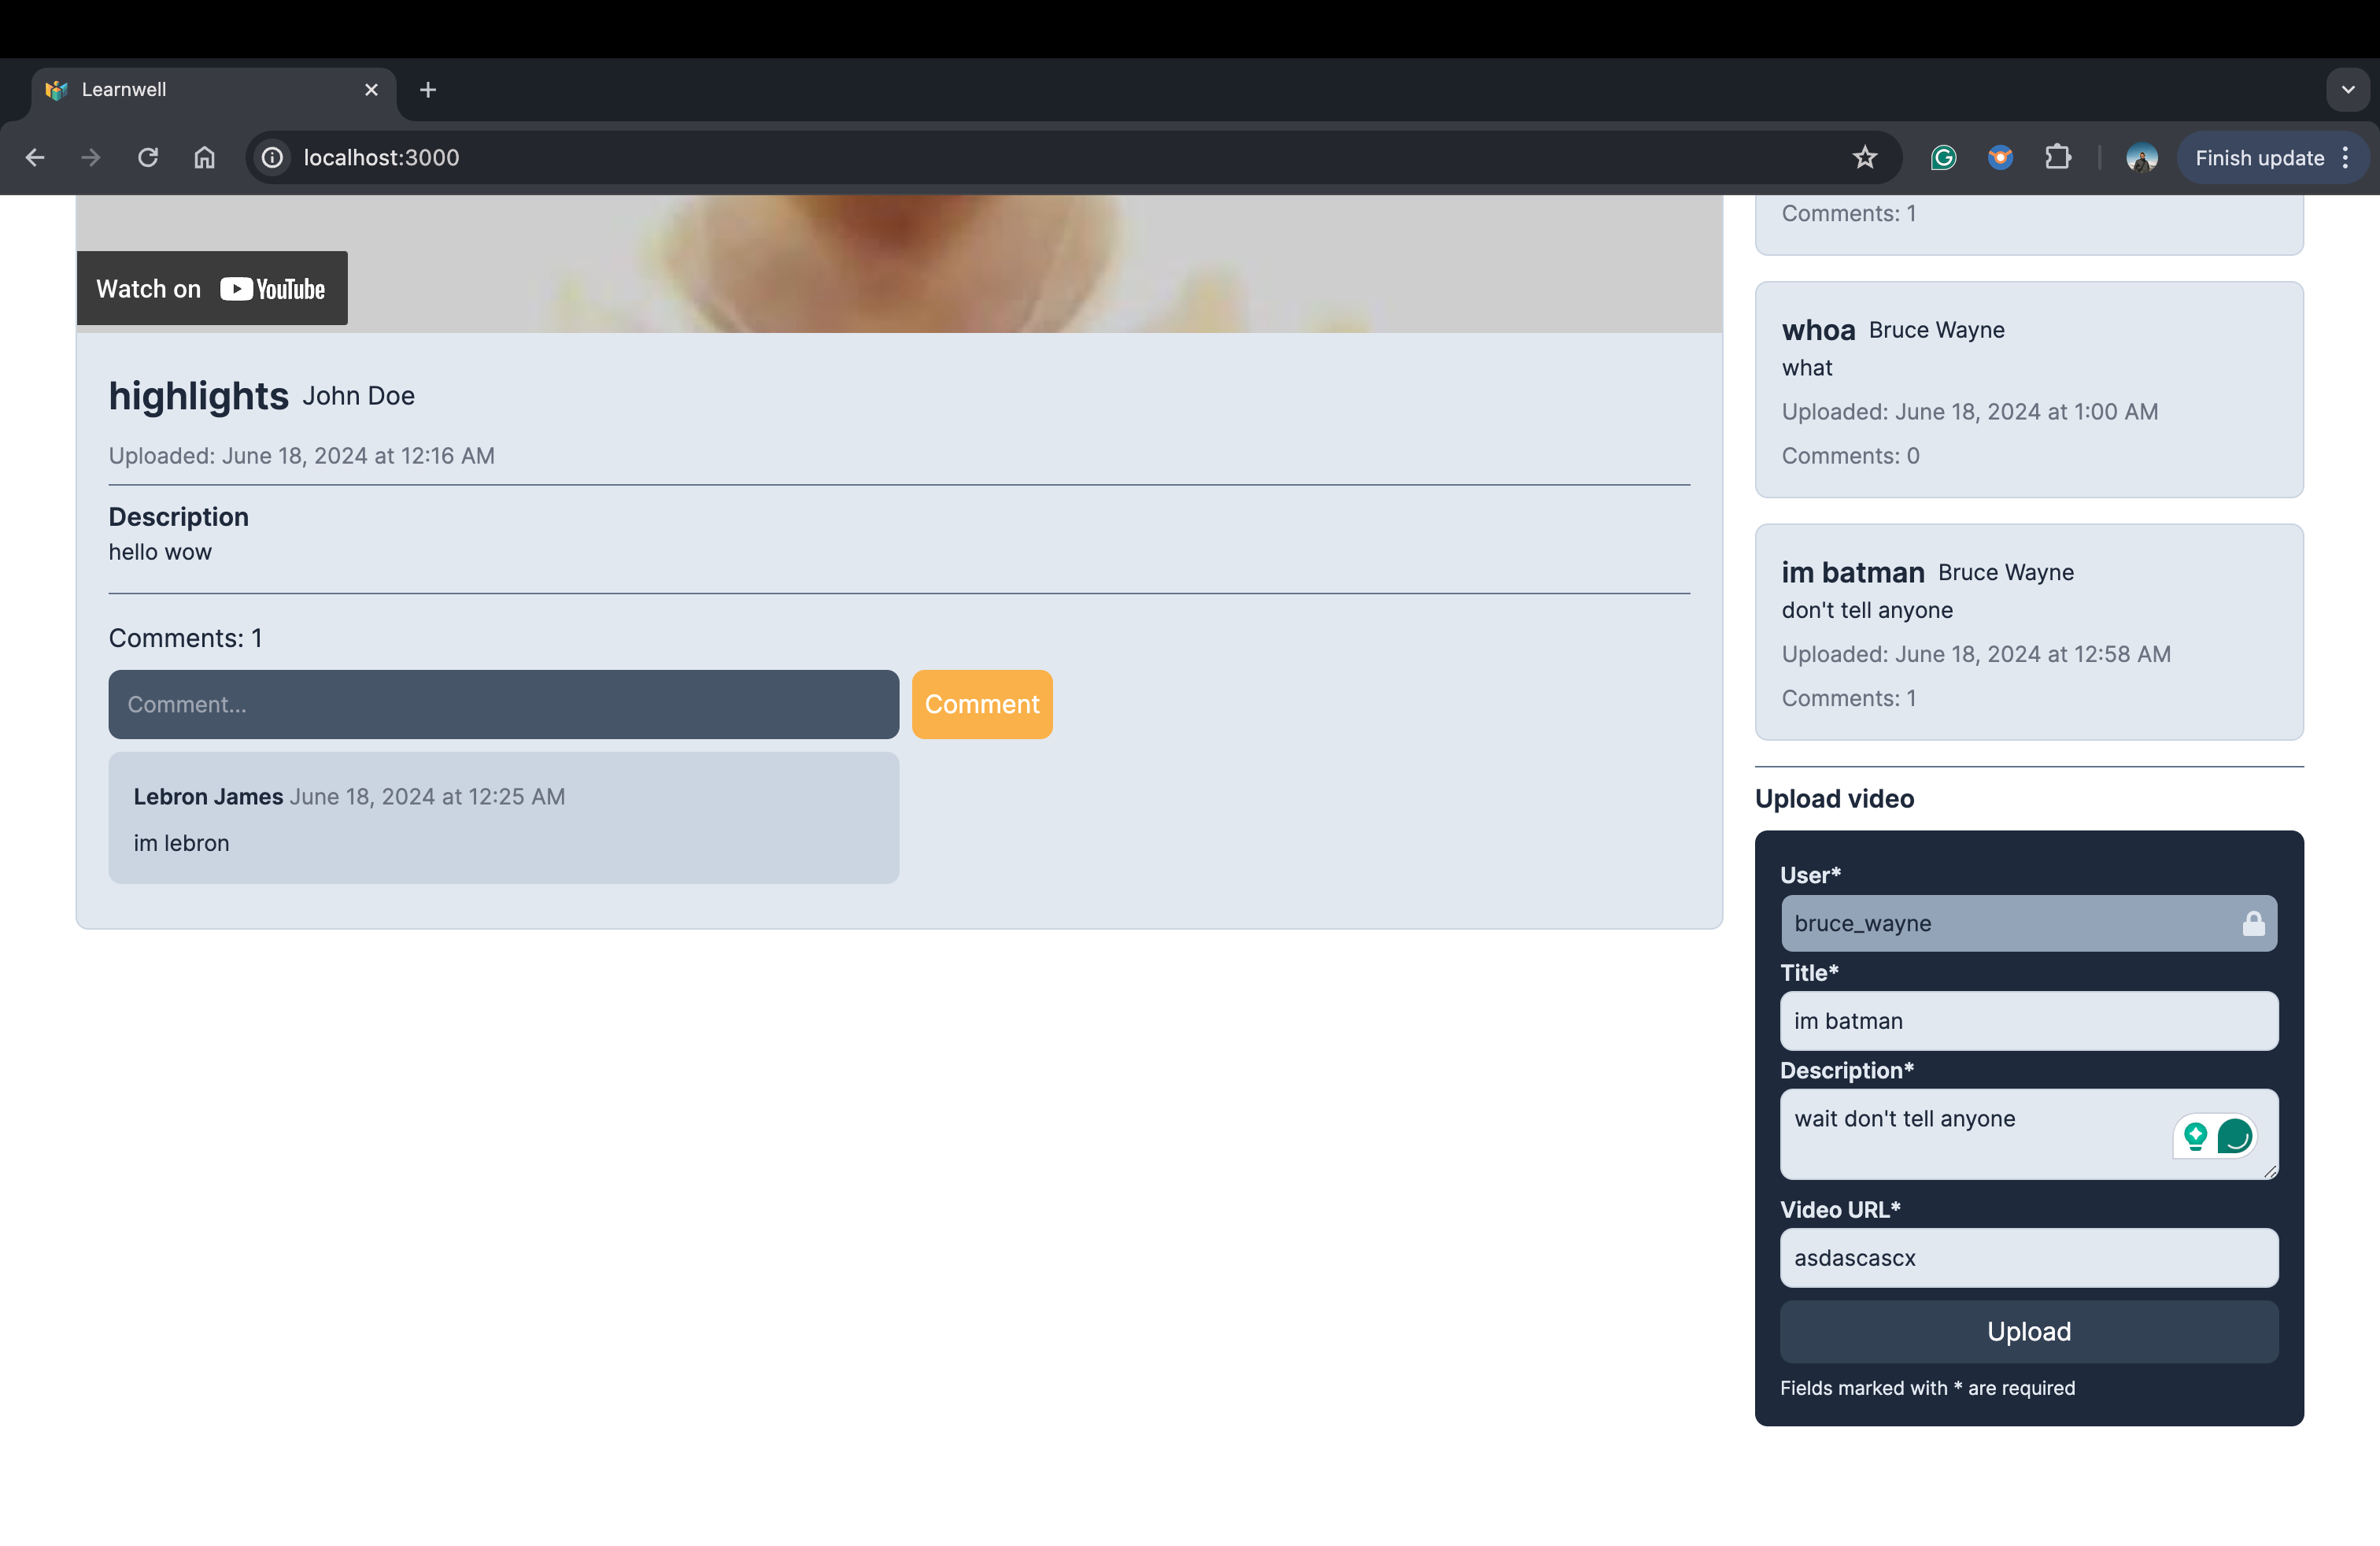 Learnwell
localhost:3000
Finish update
Watch on YouTube
highlights John Doe
Uploaded: June 18, 2024 at 12:16 AM
Description
hello wow
Comments: 1
Comment...
Comment
Lebron James June 18, 2024 at 12:25 AM
im lebron
Comments: 1
whoa Bruce Wayne
what
Uploaded: June 18, 2024 at 1:00 AM
Comments: 0
im batman Bruce Wayne
don't tell anyone
Uploaded: June 18, 2024 at 12:58 AM
Comments: 1
Upload video
User*
bruce_wayne
Title*
im batman
Description*
wait don't tell anyone
Video URL*
asdascascx
Upload
Fields marked with * are required